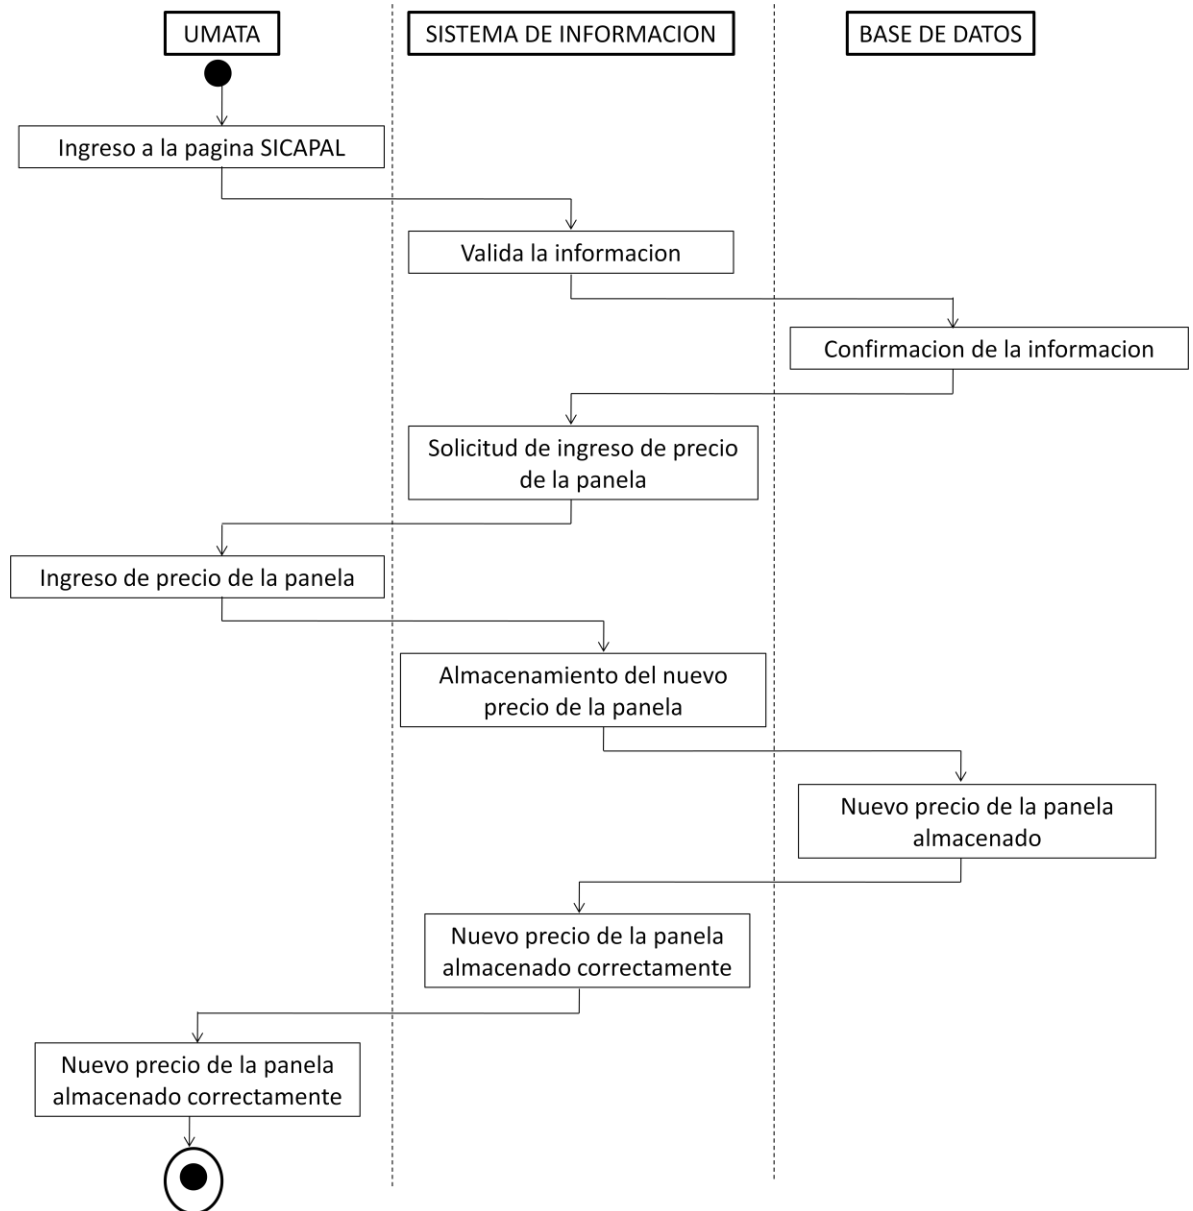 UMATA
SISTEMA DE INFORMACION
BASE DE DATOS
Ingreso a la pagina SICAPAL
Valida la informacion
Confirmacion de la informacion
Solicitud de ingreso de precio
de la panela
Ingreso de precio de la panela
Almacenamiento del nuevo
precio de la panela
Nuevo precio de la panela
almacenado
Nuevo precio de la panela
almacenado correctamente
Nuevo precio de la panela
almacenado correctamente